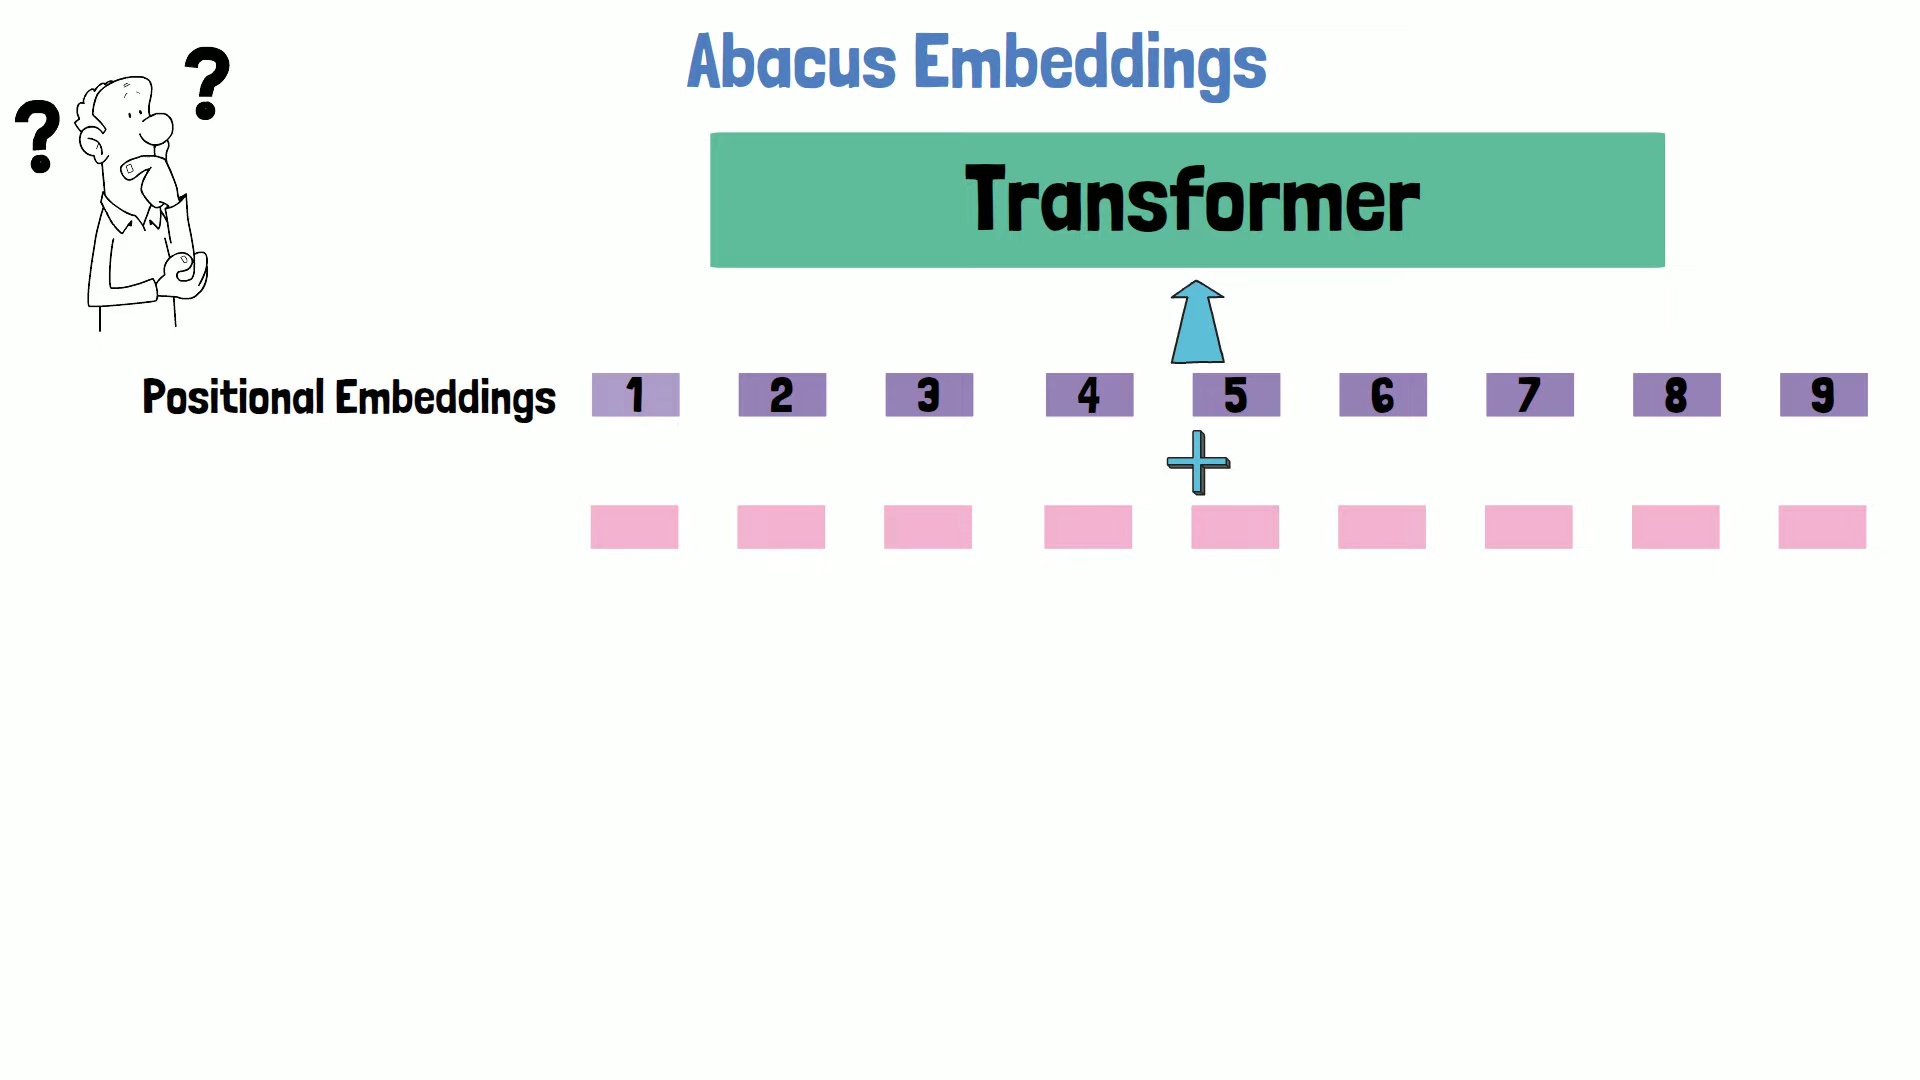 Abacus Embeddings
? ?
Transformer
Positional Embeddings 1 2 3 4 5 6 7 8 9